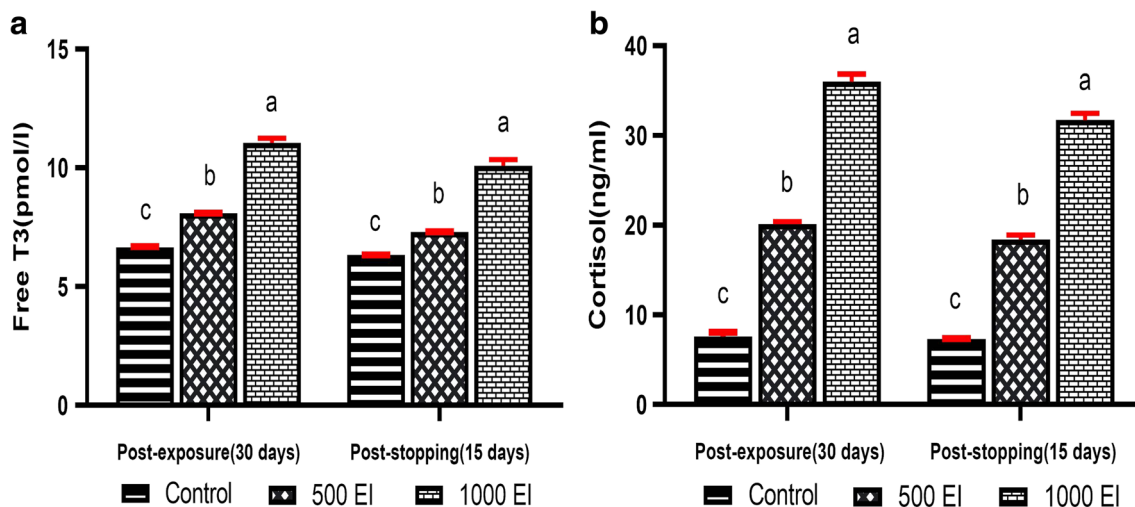 a
Free T3(pmol/l)
15
10
5
0
c
b
a
c
b
a
Post-exposure(30 days)
Post-stopping(15 days)
Control
500 EI
1000 EI
b
Cortisol(ng/ml)
40
30
20
10
0
c
b
a
c
b
a
Post-exposure(30 days)
Post-stopping(15 days)
Control
500 EI
1000 EI